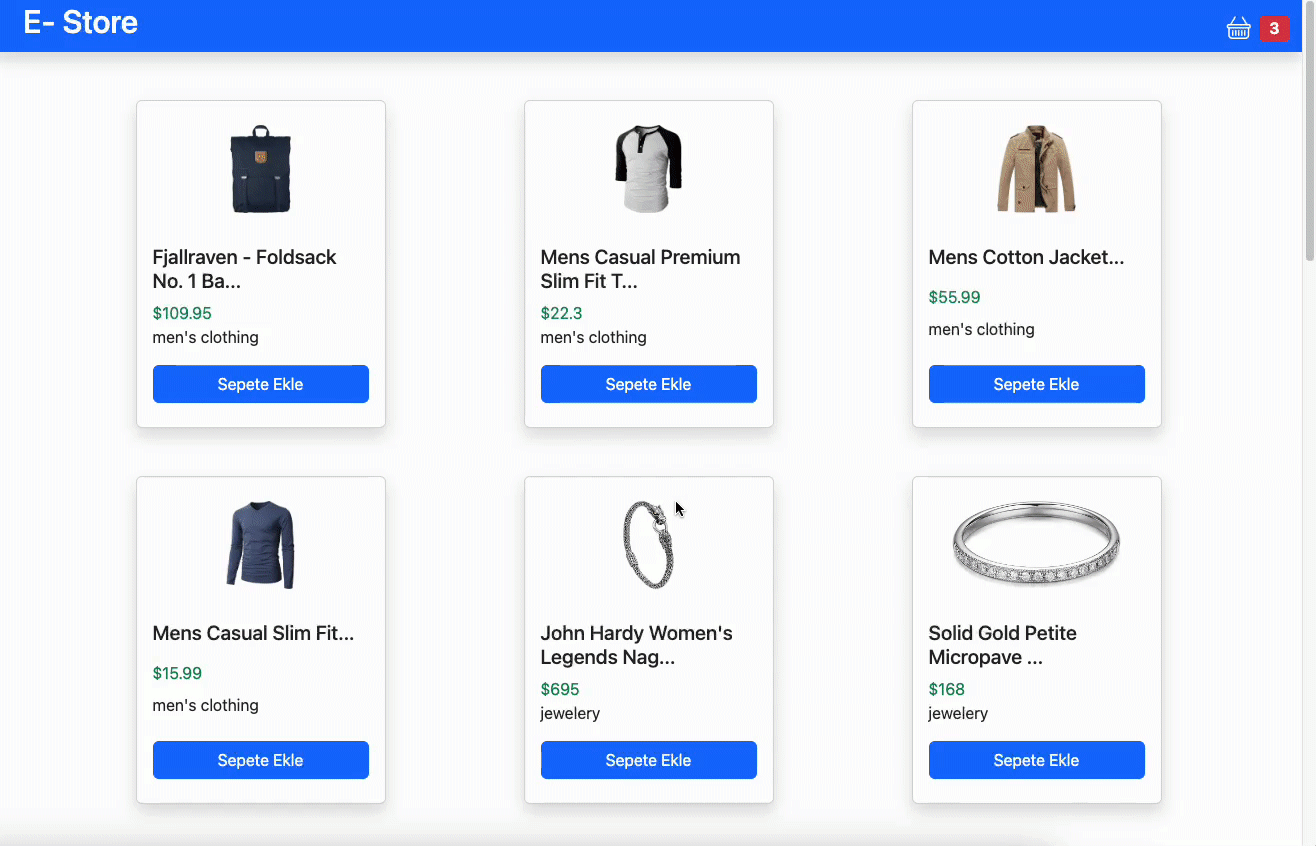 E- Store
3
Fjallraven - Foldsack
No. 1 Ba...
$109.95
men's clothing
Sepete Ekle
Mens Casual Premium
Slim Fit T...
$22.3
men's clothing
Sepete Ekle
Mens Cotton Jacket...
$55.99
men's clothing
Sepete Ekle
Mens Casual Slim Fit...
$15.99
men's clothing
Sepete Ekle
John Hardy Women's
Legends Nag...
$695
jewelery
Sepete Ekle
Solid Gold Petite
Micropave ...
$168
jewelery
Sepete Ekle